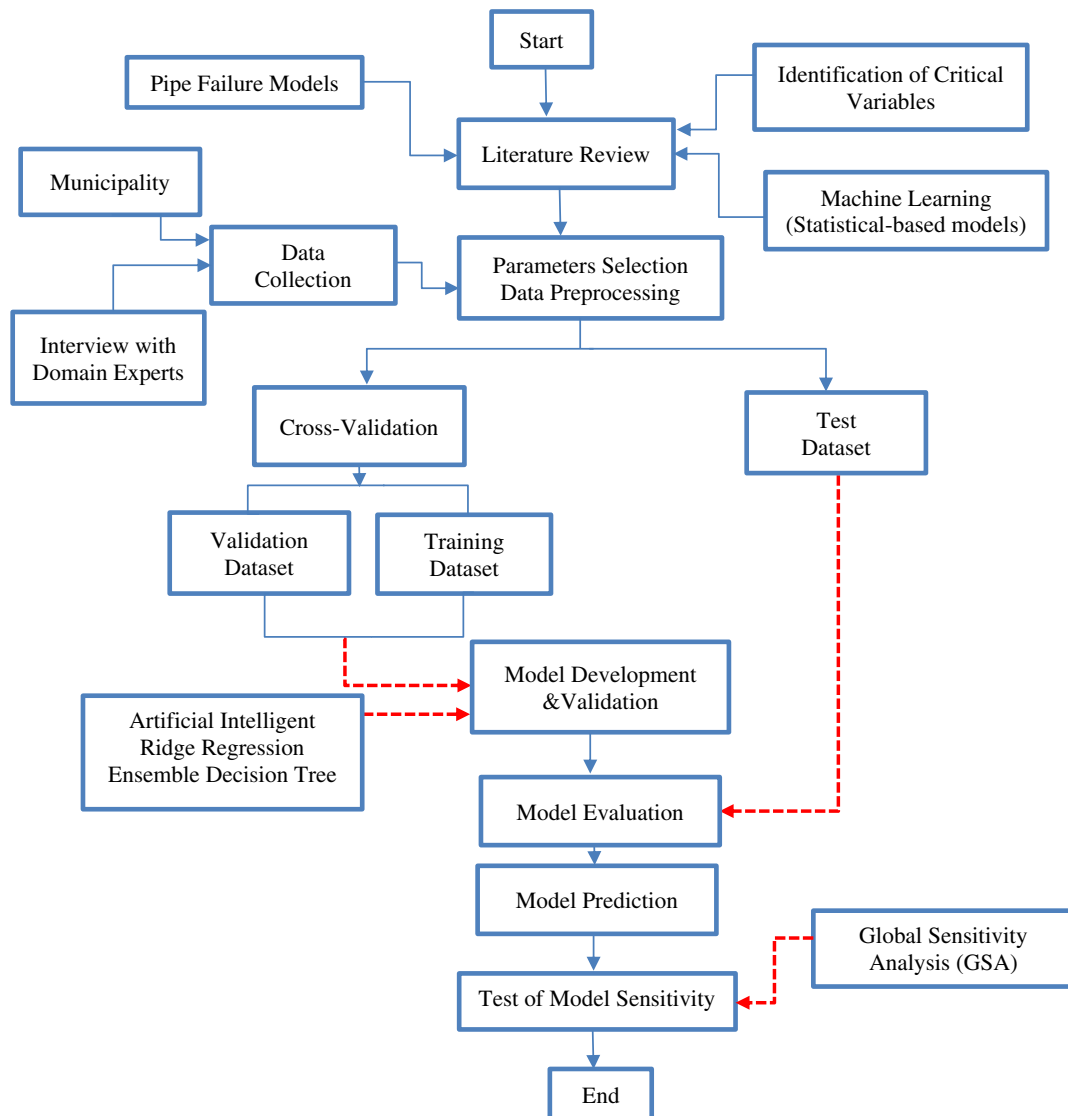 Start
Pipe Failure Models
Identification of Critical
Variables
Literature Review
Municipality
Machine Learning
(Statistical-based models)
Data
Collection
Parameters Selection
Data Preprocessing
Interview with
Domain Experts
Cross-Validation
Test
Dataset
Validation
Dataset
Training
Dataset
Model Development
&Validation
Artificial Intelligent
Ridge Regression
Ensemble Decision Tree
Model Evaluation
Model Prediction
Global Sensitivity
Analysis (GSA)
Test of Model Sensitivity
End